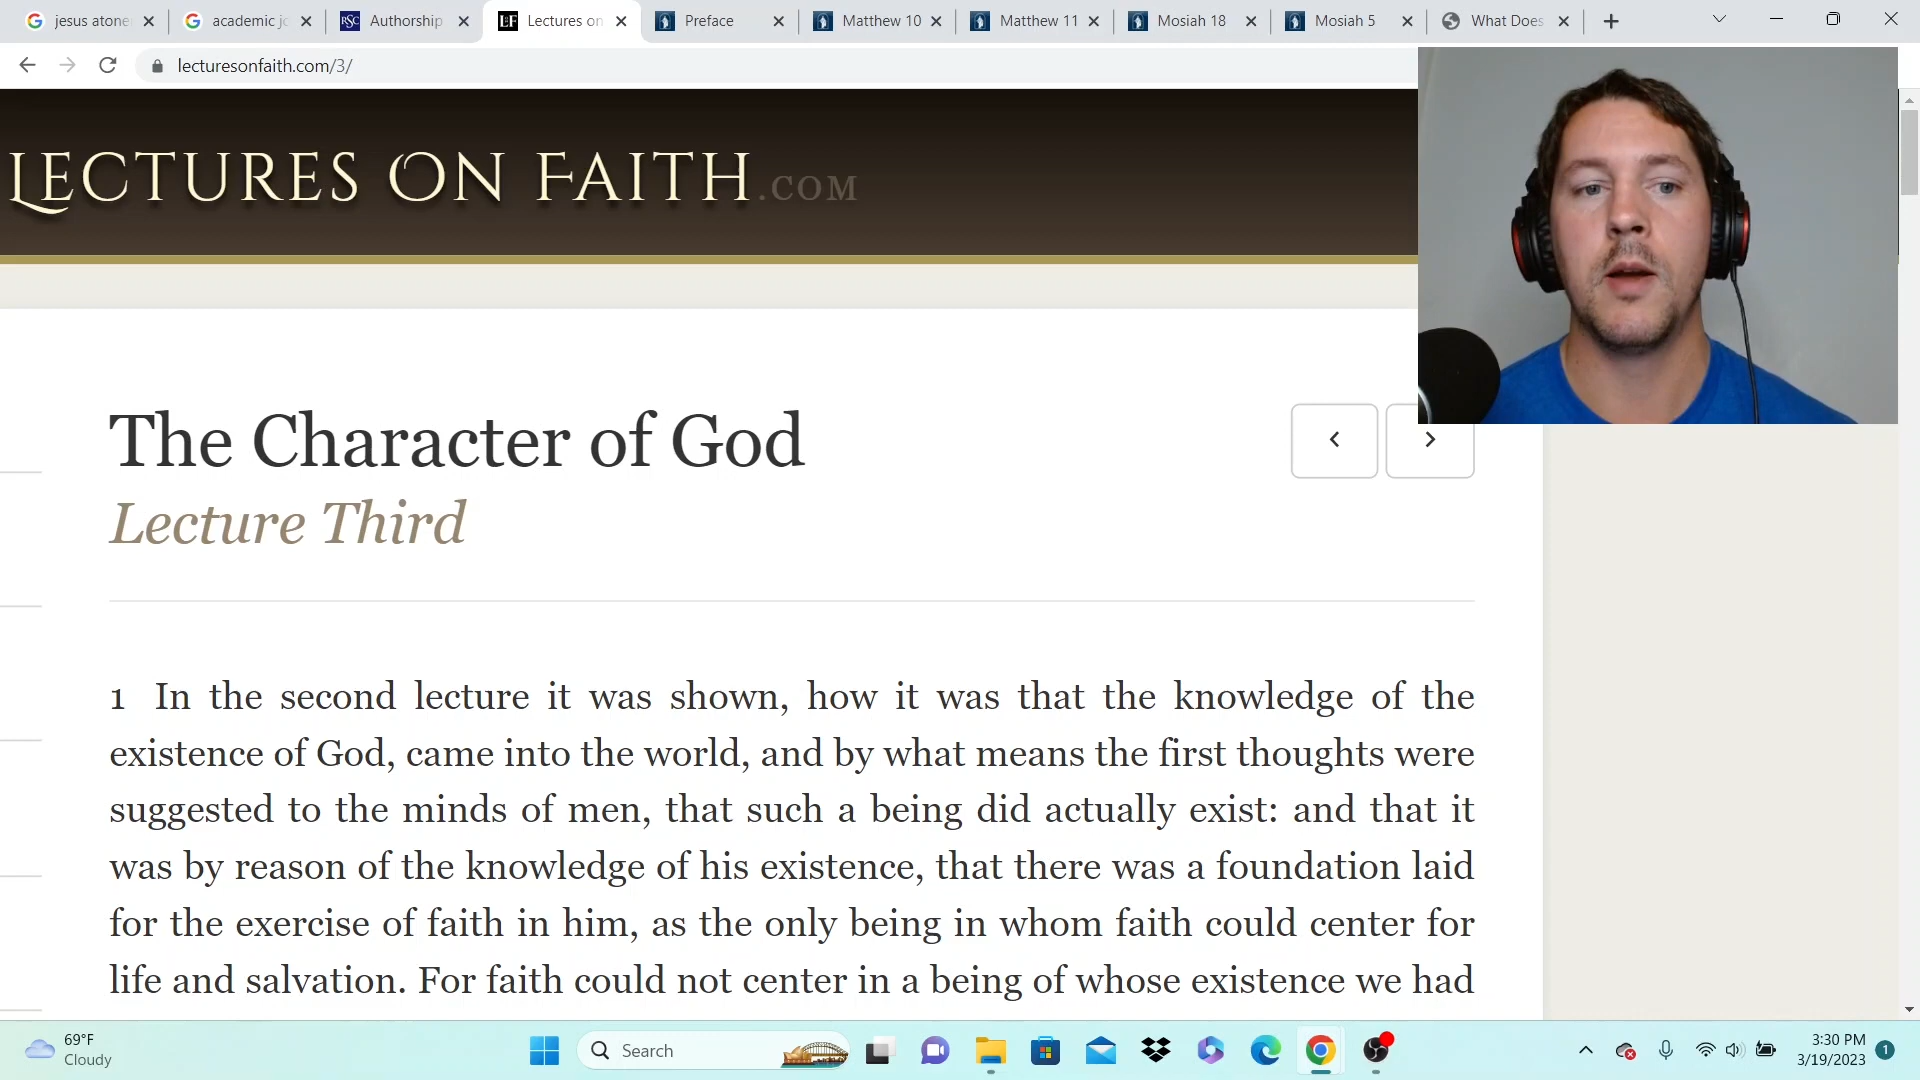 jesus atone
academic jo
RSC Authorship
LF Lectures on
Preface
Matthew 10
Matthew 11
Mosiah 18
Mosiah 5
What Does
lecturesonfaith.com/3/
LECTURES ON FAITH.COM
The Character of God
Lecture Third
1 In the second lecture it was shown, how it was that the knowledge of the
existence of God, came into the world, and by what means the first thoughts were
suggested to the minds of men, that such a being did actually exist: and that it
was by reason of the knowledge of his existence, that there was a foundation laid
for the exercise of faith in him, as the only being in whom faith could center for
life and salvation. For faith could not center in a being of whose existence we had
69°F
Cloudy
Search
3:30 PM
3/19/2023
1